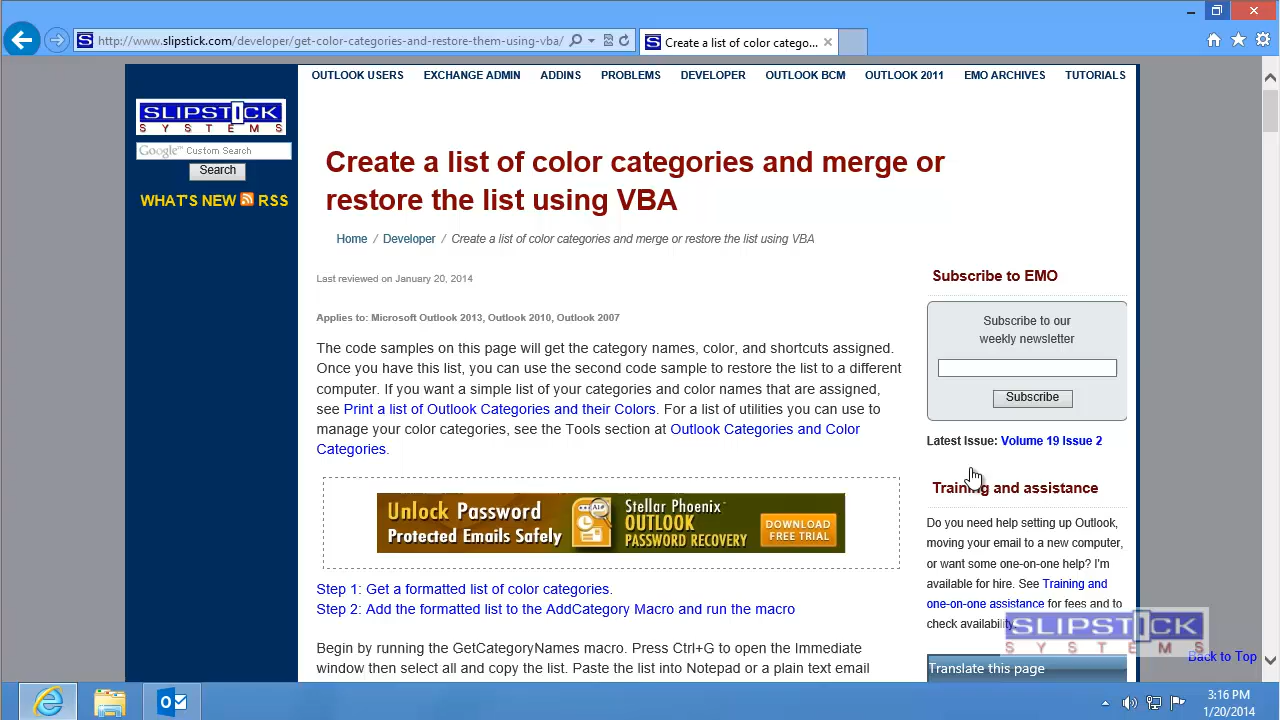 http://www.slipstick.com/developer/get-color-categories-and-restore-them-using-vba/
S Create a list of color catego... ×
OUTLOOK USERS EXCHANGE ADMIN ADDINS PROBLEMS DEVELOPER OUTLOOK BCM OUTLOOK 2011 EMO ARCHIVES TUTORIALS
SLIPSTICK
SYSTEMS
Google™ Custom Search
Search
WHAT'S NEW RSS
Create a list of color categories and merge or
restore the list using VBA
Home / Developer / Create a list of color categories and merge or restore the list using VBA
Last reviewed on January 20, 2014
Applies to: Microsoft Outlook 2013, Outlook 2010, Outlook 2007
The code samples on this page will get the category names, color, and shortcuts assigned.
Once you have this list, you can use the second code sample to restore the list to a different
computer. If you want a simple list of your categories and color names that are assigned,
see Print a list of Outlook Categories and their Colors. For a list of utilities you can use to
manage your color categories, see the Tools section at Outlook Categories and Color
Categories.
Unlock Password
Protected Emails Safely
Stellar Phoenix™
OUTLOOK
PASSWORD RECOVERY
DOWNLOAD
FREE TRIAL
Step 1: Get a formatted list of color categories.
Step 2: Add the formatted list to the AddCategory Macro and run the macro
Begin by running the GetCategoryNames macro. Press Ctrl+G to open the Immediate
window then select all and copy the list. Paste the list into Notepad or a plain text email
Subscribe to EMO
Subscribe to our
weekly newsletter
Subscribe
Latest Issue: Volume 19 Issue 2
Training and assistance
Do you need help setting up Outlook,
moving your email to a new computer,
or want some one-on-one help? I'm
available for hire. See Training and
one-on-one assistance for fees and to
check availability.
SLIPSTICK
SYSTEMS
Back to Top
Translate this page
3:16 PM
1/20/2014